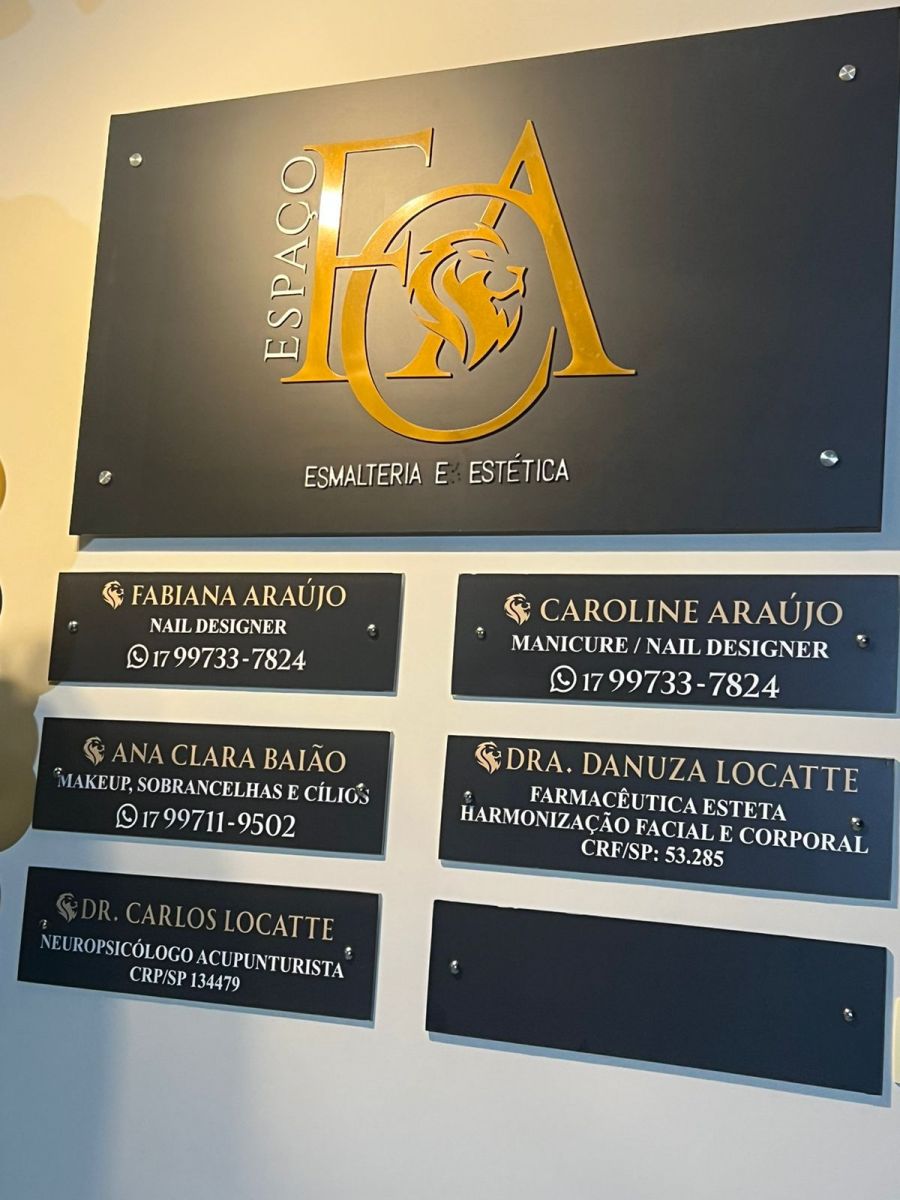 ESPAÇO
FCA
ESMALTERIA E ESTÉTICA
FABIANA ARAÚJO
NAIL DESIGNER
17 99733-7824
CAROLINE ARAÚJO
MANICURE / NAIL DESIGNER
17 99733-7824
ANA CLARA BAIÃO
MAKEUP, SOBRANCELHAS E CÍLIOS
17 99711-9502
DRA. DANUZA LOCATTE
FARMACÊUTICA ESTETA
HARMONIZAÇÃO FACIAL E CORPORAL
CRF/SP: 53.285
DR. CARLOS LOCATTE
NEUROPSICÓLOGO ACUPUNTURISTA
CRP/SP 134479